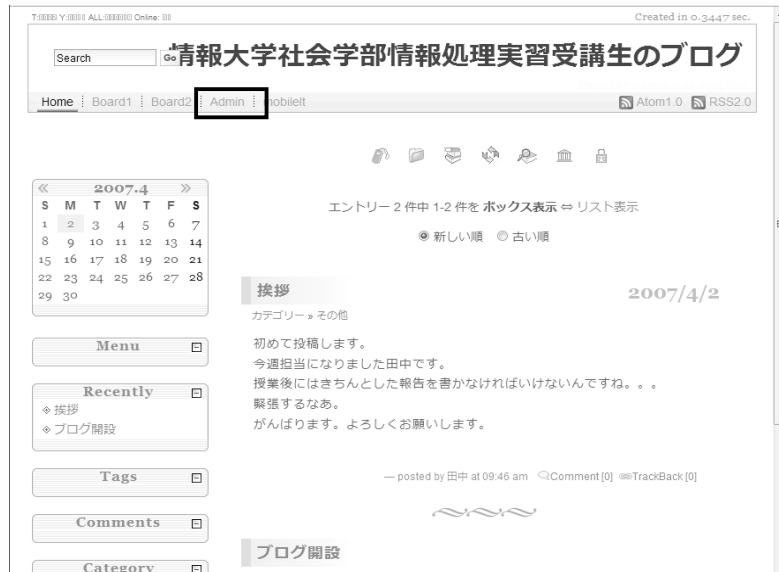 T: Y: ALL: Online:
Created in 0.3447 sec.
Search Go
情報大学社会学部情報処理実習受講生のブログ
Home Board1 Board2 Admin mobileIt
Atom1.0 RSS2.0
« 2007.4 »
S M T W T F S
1 2 3 4 5 6 7
8 9 10 11 12 13 14
15 16 17 18 19 20 21
22 23 24 25 26 27 28
29 30
Menu
Recently
挨拶
ブログ開設
Tags
Comments
Category
エントリー 2 件中 1-2 件を ボックス表示 ⇔ リスト表示
新しい順 古い順
挨拶
2007/4/2
カテゴリー » その他
初めて投稿します。
今週担当になりました田中です。
授業後にはきちんとした報告を書かなければいけないんですね。。。
緊張するなあ。
がんばります。よろしくお願いします。
— posted by 田中 at 09:46 am Comment [0] TrackBack [0]
ブログ開設